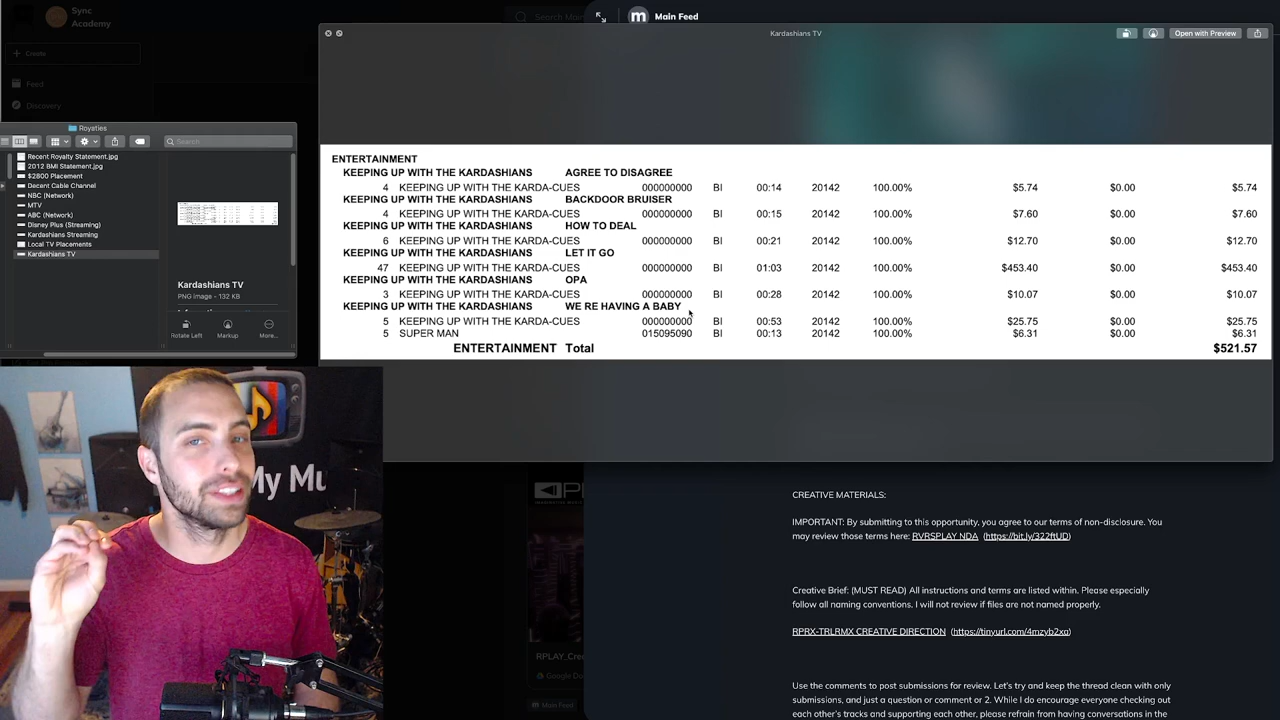 Sync
Academy
Search Main
Main Feed
Create
Feed
Discovery
Kardashians TV
Open with Preview
Royaties
Search
Recent Royalty Statement.jpg
2012 BMI Statement.jpg
$2800 Placement
Decent Cable Channel
NBC (Network)
MTV
ABC (Network)
Disney Plus (Streaming)
Kardashians Streaming
Local TV Placements
Kardashians TV
Kardashians TV
PNG image - 132 KB
Rotate Left
Markup
More...
ENTERTAINMENT
KEEPING UP WITH THE KARDASHIANS AGREE TO DISAGREE
4 KEEPING UP WITH THE KARDA-CUES 000000000 BI 00:14 20142 100.00% $5.74 $0.00 $5.74
KEEPING UP WITH THE KARDASHIANS BACKDOOR BRUISER
4 KEEPING UP WITH THE KARDA-CUES 000000000 BI 00:15 20142 100.00% $7.60 $0.00 $7.60
KEEPING UP WITH THE KARDASHIANS HOW TO DEAL
6 KEEPING UP WITH THE KARDA-CUES 000000000 BI 00:21 20142 100.00% $12.70 $0.00 $12.70
KEEPING UP WITH THE KARDASHIANS LET IT GO
47 KEEPING UP WITH THE KARDA-CUES 000000000 BI 01:03 20142 100.00% $453.40 $0.00 $453.40
KEEPING UP WITH THE KARDASHIANS OPA
3 KEEPING UP WITH THE KARDA-CUES 000000000 BI 00:28 20142 100.00% $10.07 $0.00 $10.07
KEEPING UP WITH THE KARDASHIANS WE RE HAVING A BABY
5 KEEPING UP WITH THE KARDA-CUES 000000000 BI 00:53 20142 100.00% $25.75 $0.00 $25.75
5 SUPER MAN 015095090 BI 00:13 20142 100.00% $6.31 $0.00 $6.31
ENTERTAINMENT Total $521.57
My Mu
CREATIVE MATERIALS:
IMPORTANT: By submitting to this opportunity, you agree to our terms of non-disclosure. You
may review those terms here: RVRSPLAY NDA (https://bit.ly/322ftUD)
Creative Brief: (MUST READ) All instructions and terms are listed within. Please especially
follow all naming conventions. I will not review if files are not named properly.
RPRX-TRLRMX CREATIVE DIRECTION (https://tinyurl.com/4mzyb2xa)
Use the comments to post submissions for review. Let's try and keep the thread clean with only
submissions, and just a question or comment or 2. While I do encourage everyone checking out
each other's tracks and supporting each other, please refrain from having conversations in the
RPLAY_Crea
Google Do
Main Feed